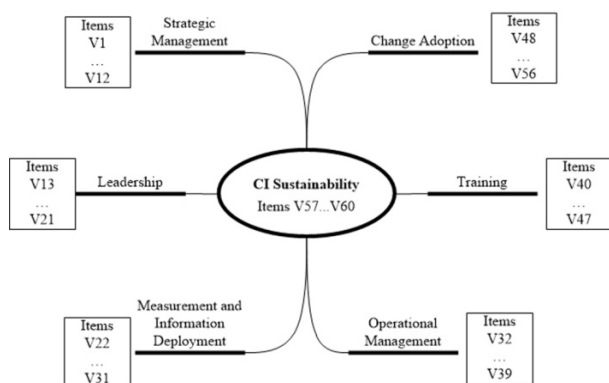 Items
V1
...
V12
Strategic
Management
Change Adoption
Items
V48
...
V56
Items
V13
...
V21
Leadership
CI Sustainability
Items V57...V60
Training
Items
V40
...
V47
Items
V22
...
V31
Measurement and
Information
Deployment
Operational
Management
Items
V32
...
V39